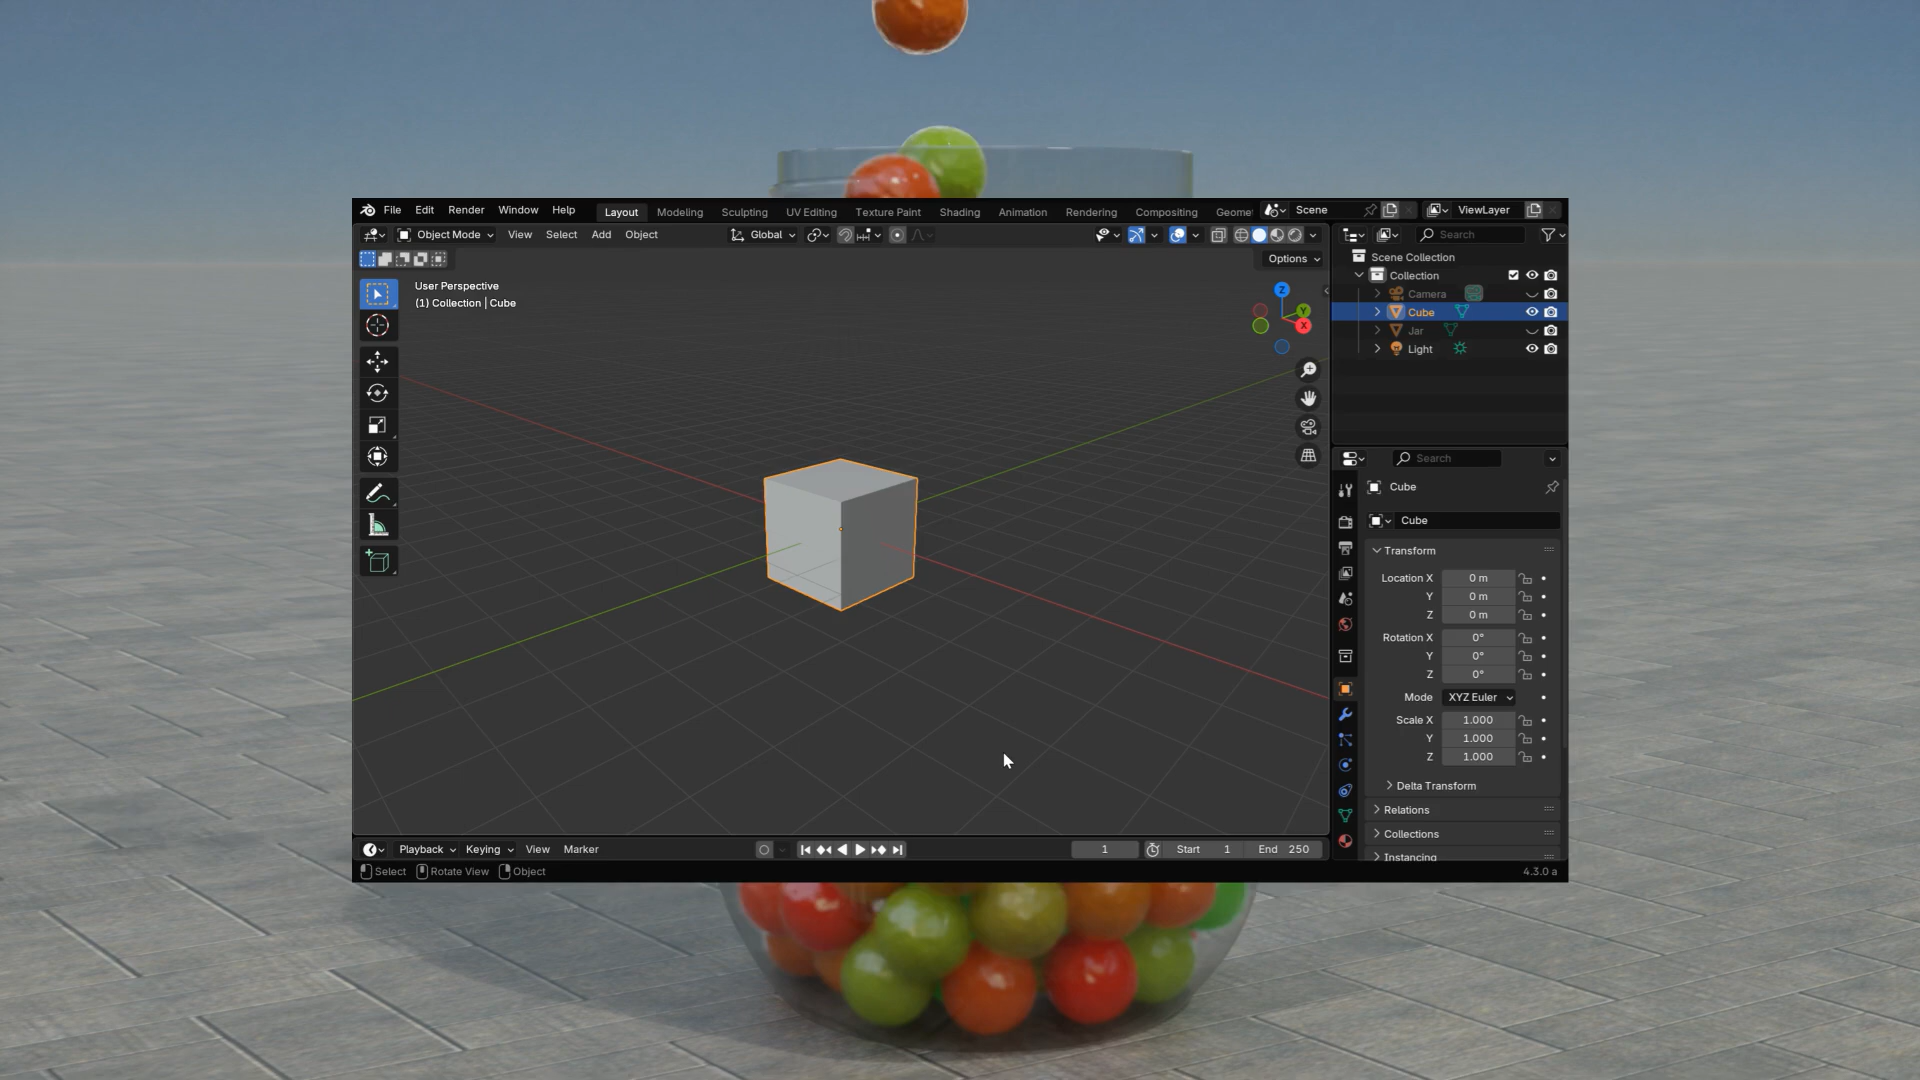 File Edit Render Window Help Layout Modeling Sculpting UV Editing Texture Paint Shading Animation Rendering Compositing Scene ViewLayer
Object Mode View Select Add Object Global Search
Options
User Perspective
(1) Collection | Cube
Z
Y
X
Scene Collection
Collection
Camera
Cube
Jar
Light
Search
Cube
Cube
Transform
Location X 0 m
Y 0 m
Z 0 m
Rotation X 0°
Y 0°
Z 0°
Mode XYZ Euler
Scale X 1.000
Y 1.000
Z 1.000
Delta Transform
Relations
Collections
Instancing
Playback Keying View Marker 1 Start 1 End 250
Select Rotate View Object 4.3.0 a